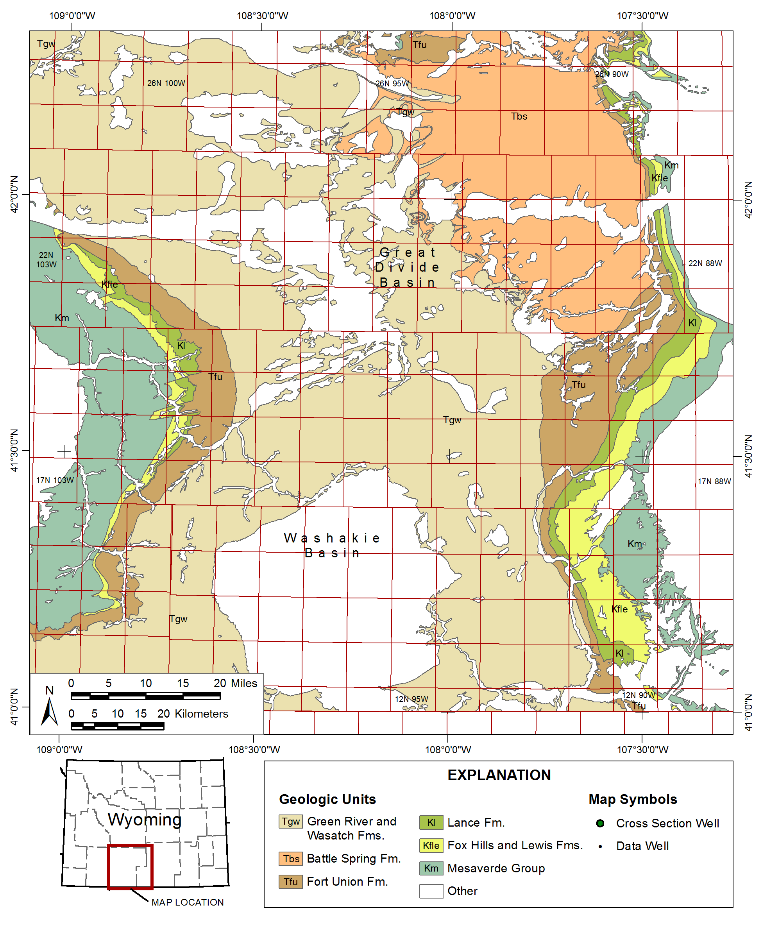 109°0'0"W 108°30'0"W 108°0'0"W 107°30'0"W
Tgw
Tfu
26N 100W
26N 95W
26N 90W
Tgw
Tbs
Km
Kfle
42°0'0"N
42°0'0"N
22N
103W
Great
Divide
Basin
22N 88W
Kfle
Km
Kl
Kl
Tfu
Tfu
Tgw
41°30'0"N
41°30'0"N
17N 103W
17N 88W
Washakie
Basin
Km
Kfle
Tgw
Kl
0 5 10 15 20 Miles
N
0 5 10 15 20 Kilometers
12N 95W
12N 90W
Tfu
41°0'0"N
41°0'0"N
109°0'0"W 108°30'0"W 108°0'0"W 107°30'0"W
Wyoming
MAP LOCATION
EXPLANATION
Geologic Units
Map Symbols
Tgw Green River and
Wasatch Fms.
Tbs Battle Spring Fm.
Tfu Fort Union Fm.
Kl Lance Fm.
Kfle Fox Hills and Lewis Fms.
Km Mesaverde Group
Other
Cross Section Well
Data Well